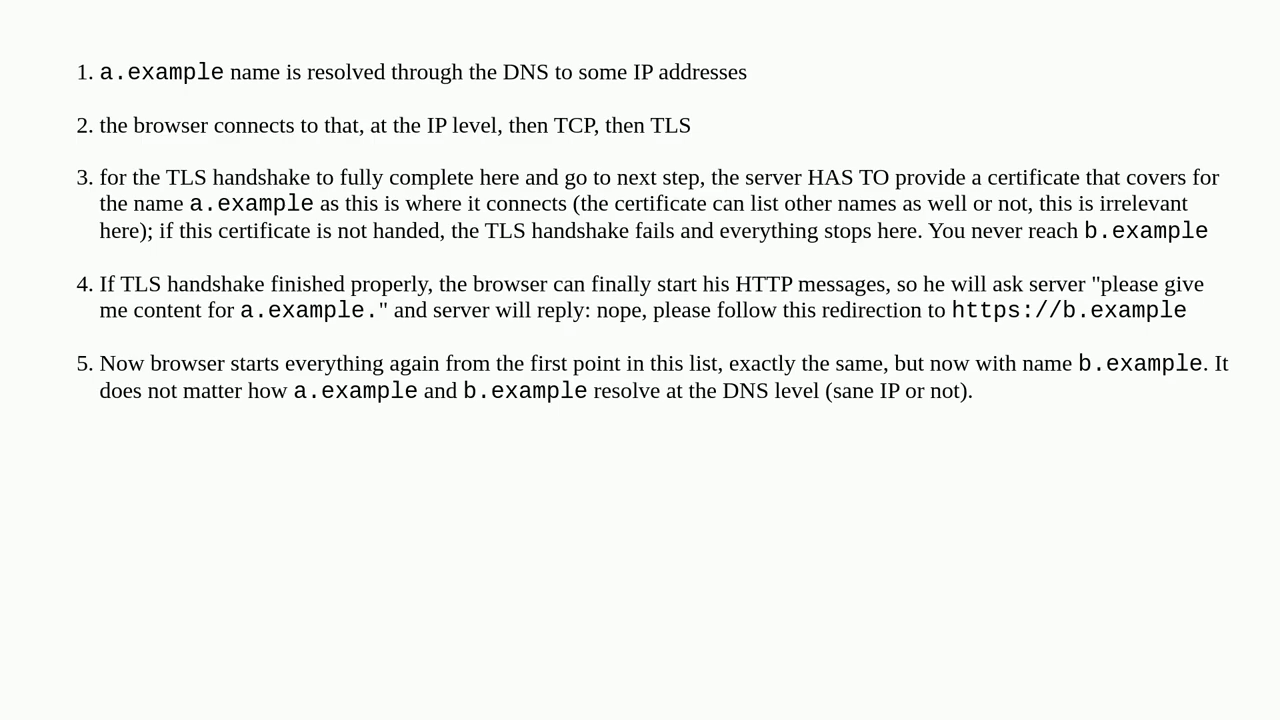 1. a.example name is resolved through the DNS to some IP addresses
2. the browser connects to that, at the IP level, then TCP, then TLS
3. for the TLS handshake to fully complete here and go to next step, the server HAS TO provide a certificate that covers for
the name a.example as this is where it connects (the certificate can list other names as well or not, this is irrelevant
here); if this certificate is not handed, the TLS handshake fails and everything stops here. You never reach b.example
4. If TLS handshake finished properly, the browser can finally start his HTTP messages, so he will ask server "please give
me content for a.example." and server will reply: nope, please follow this redirection to https://b.example
5. Now browser starts everything again from the first point in this list, exactly the same, but now with name b.example. It
does not matter how a.example and b.example resolve at the DNS level (sane IP or not).